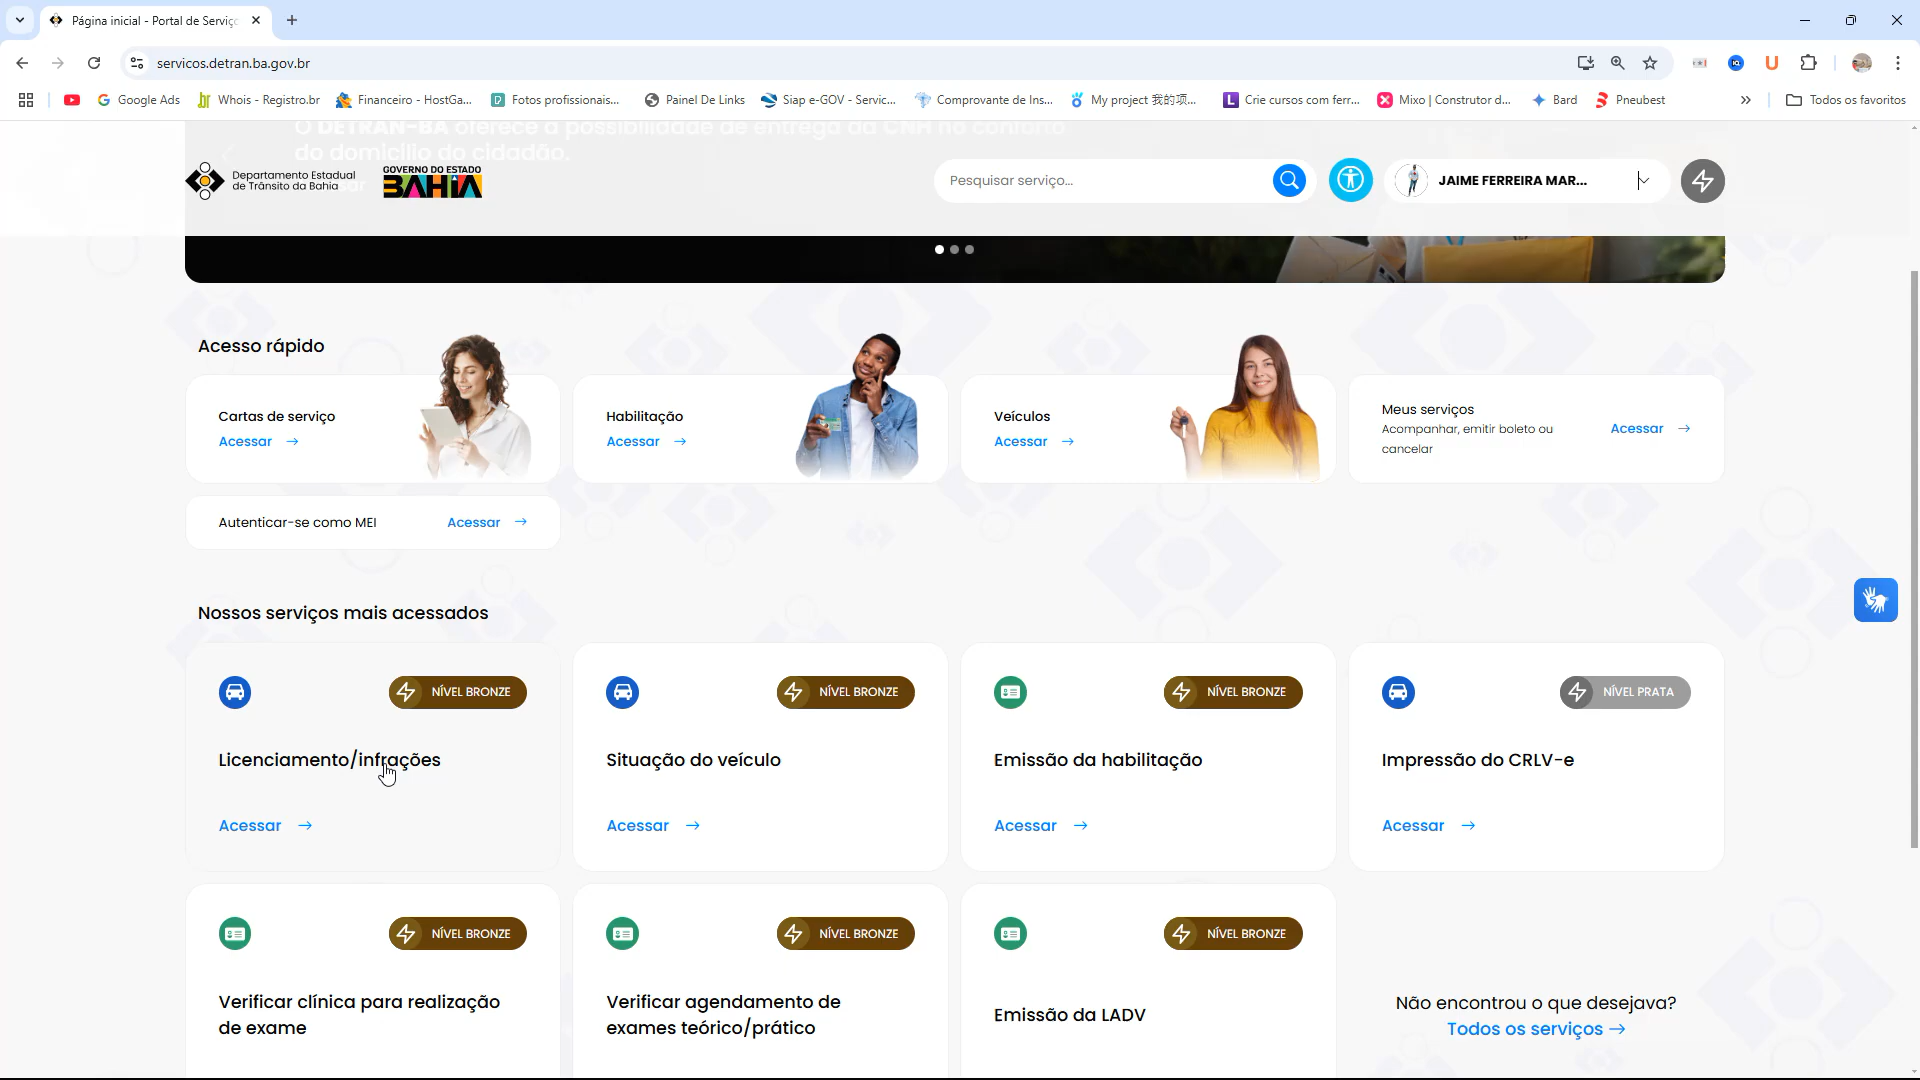 Página inicial - Portal de Serviç
servicos.detran.ba.gov.br
Google Ads
Whois - Registro.br
Financeiro - HostGa...
Fotos profissionais...
Painel De Links
Siap e-GOV - Servic...
Comprovante de Ins...
My project 我的项...
Crie cursos com ferr...
Mixo | Construtor d...
Bard
Pneubest
Todos os favoritos
O DETRAN-BA oferece a possibilidade de entrega da CNH no conforto
do domicílio do cidadão.
Departamento Estadual
de Trânsito da Bahia
GOVERNO DO ESTADO
BAHIA
Pesquisar serviço...
JAIME FERREIRA MAR...
Acesso rápido
Cartas de serviço
Acessar
Habilitação
Acessar
Veículos
Acessar
Meus serviços
Acompanhar, emitir boleto ou
cancelar
Acessar
Autenticar-se como MEI
Acessar
Nossos serviços mais acessados
NÍVEL BRONZE
Licenciamento/infrações
Acessar
NÍVEL BRONZE
Situação do veículo
Acessar
NÍVEL BRONZE
Emissão da habilitação
Acessar
NÍVEL PRATA
Impressão do CRLV-e
Acessar
NÍVEL BRONZE
Verificar clínica para realização
de exame
NÍVEL BRONZE
Verificar agendamento de
exames teórico/prático
NÍVEL BRONZE
Emissão da LADV
Não encontrou o que desejava?
Todos os serviços